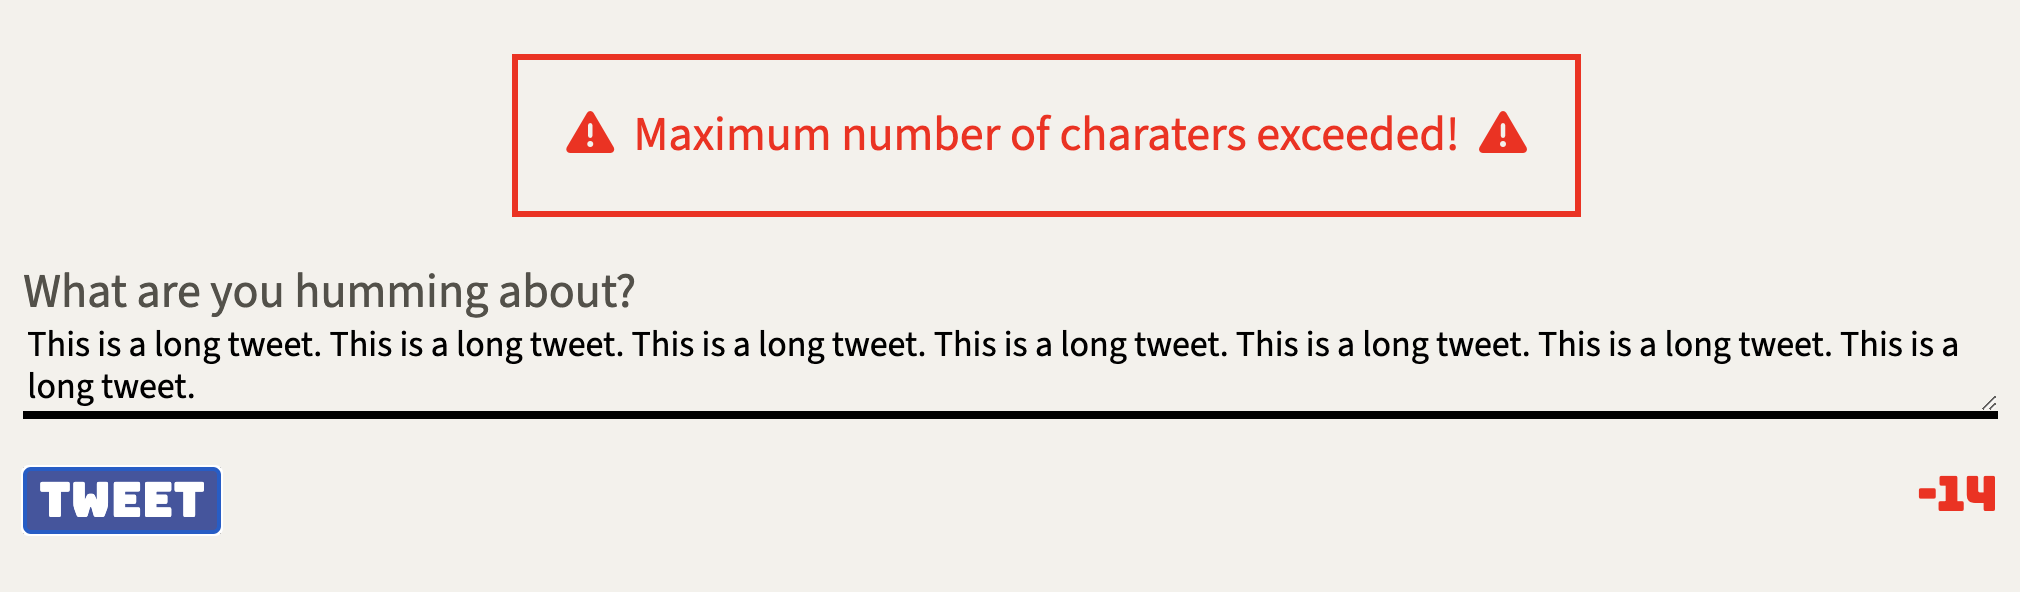 Maximum number of charaters exceeded!
What are you humming about?
This is a long tweet. This is a long tweet. This is a long tweet. This is a long tweet. This is a long tweet. This is a long tweet. This is a
long tweet.
TWEET
-14